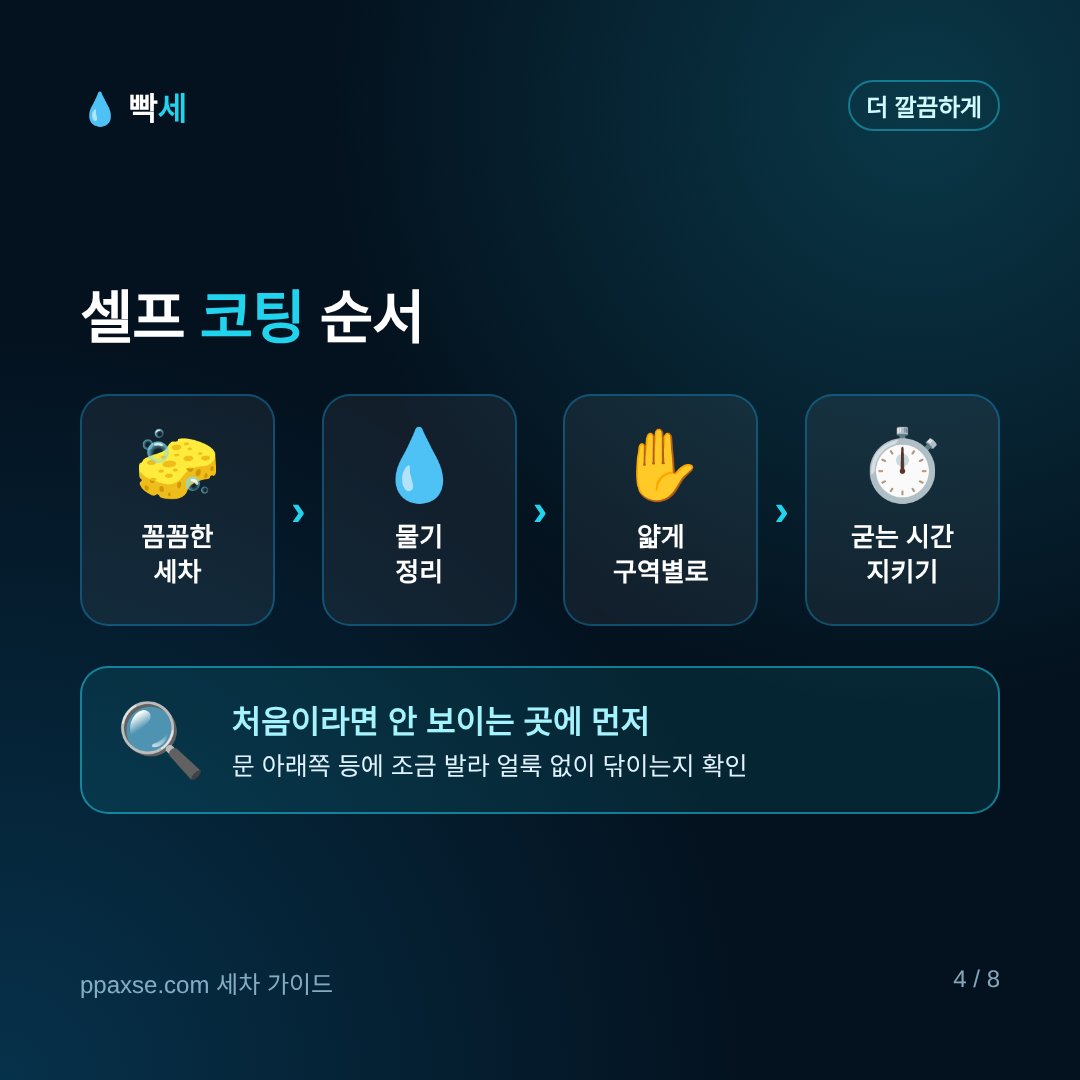 빡세
더 깔끔하게
셀프 코팅 순서
꼼꼼한
세차
›
물기
정리
›
얇게
구역별로
›
굳는 시간
지키기
처음이라면 안 보이는 곳에 먼저
문 아래쪽 등에 조금 발라 얼룩 없이 닦이는지 확인
ppaxse.com 세차 가이드
4 / 8